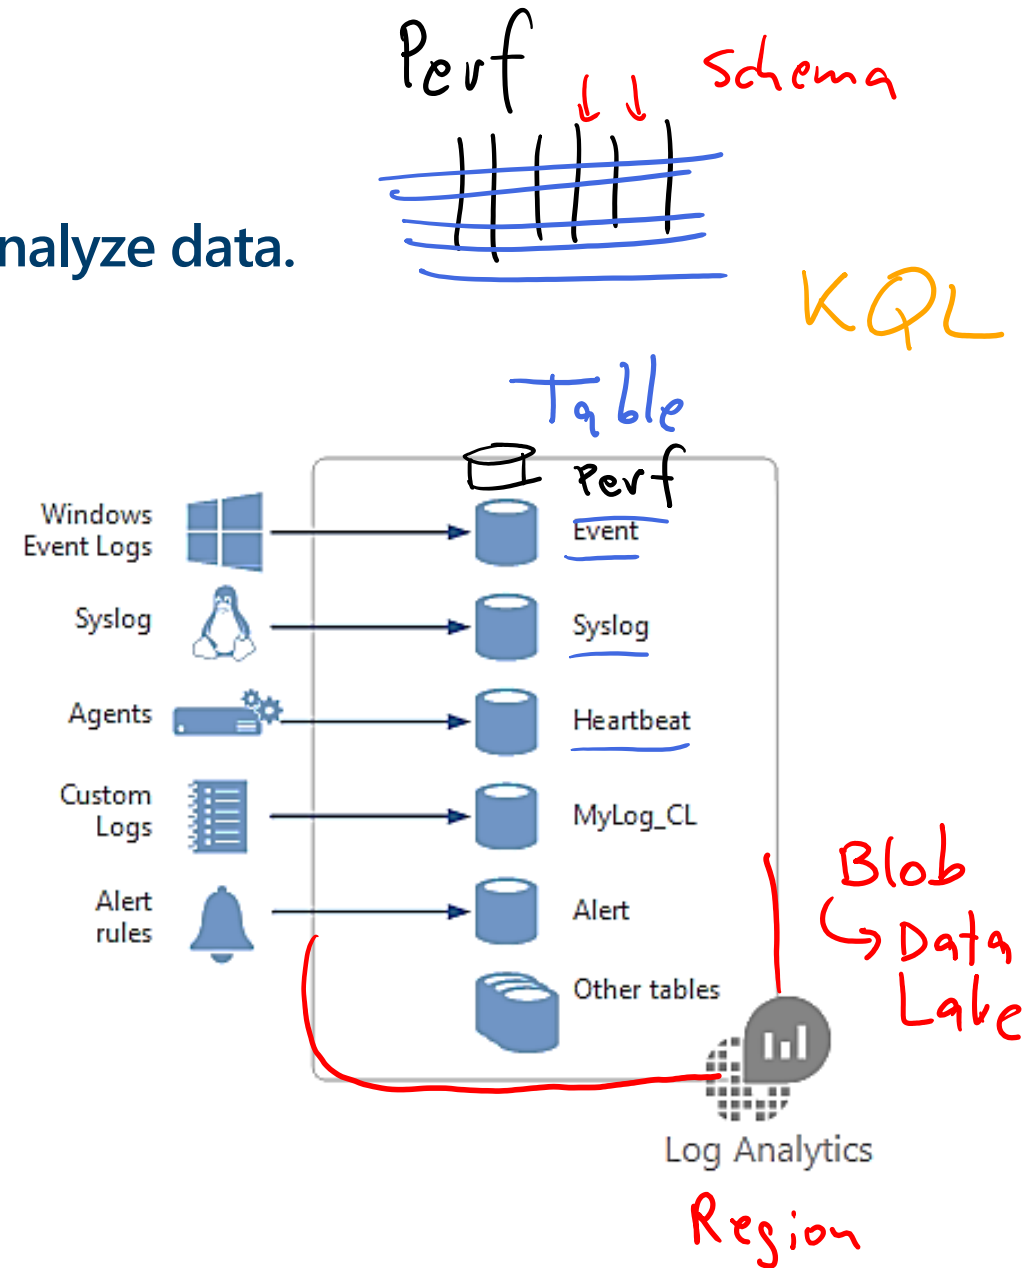 Perf
Schema
nalyze data.
KQL
Table
Perf
Windows
Event Logs
Event
Syslog
Syslog
Agents
Heartbeat
Custom
Logs
MyLog_CL
Blob
Alert
rules
Alert
Data
Lake
Other tables
Log Analytics
Region